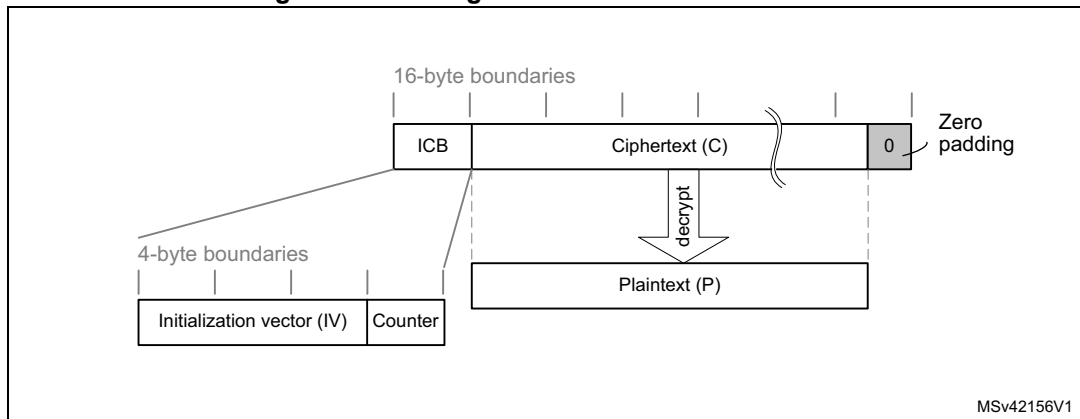 16-byte boundaries
ICB
Ciphertext (C)
0
Zero
padding
decrypt
4-byte boundaries
Plaintext (P)
Initialization vector (IV)
Counter
MSv42156V1